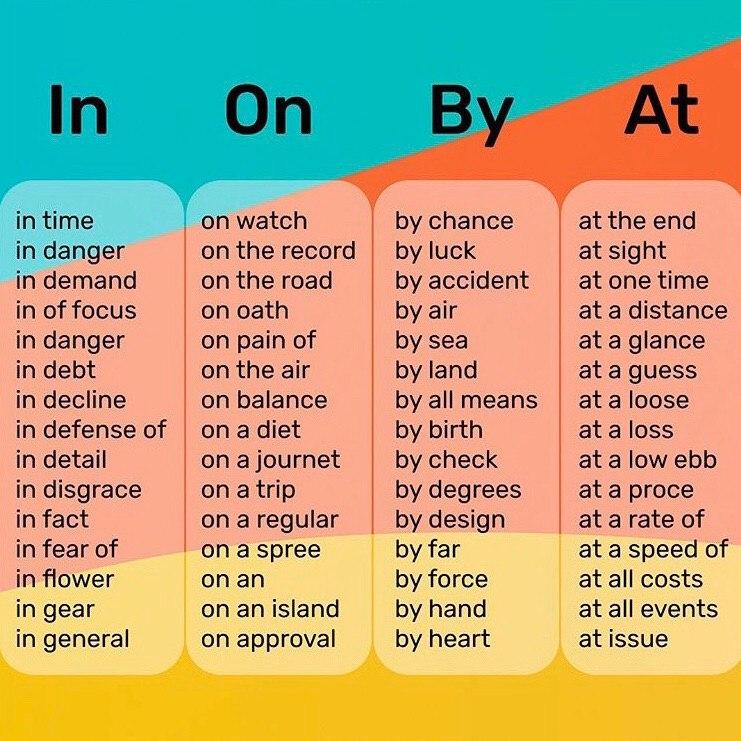 In
On
By
At
in time
in danger
in demand
in of focus
in danger
in debt
in decline
in defense of
in detail
in disgrace
in fact
in fear of
in flower
in gear
in general
on watch
on the record
on the road
on oath
on pain of
on the air
on balance
on a diet
on a journet
on a trip
on a regular
on a spree
on an
on an island
on approval
by chance
by luck
by accident
by air
by sea
by land
by all means
by birth
by check
by degrees
by design
by far
by force
by hand
by heart
at the end
at sight
at one time
at a distance
at a glance
at a guess
at a loose
at a loss
at a low ebb
at a proce
at a rate of
at a speed of
at all costs
at all events
at issue